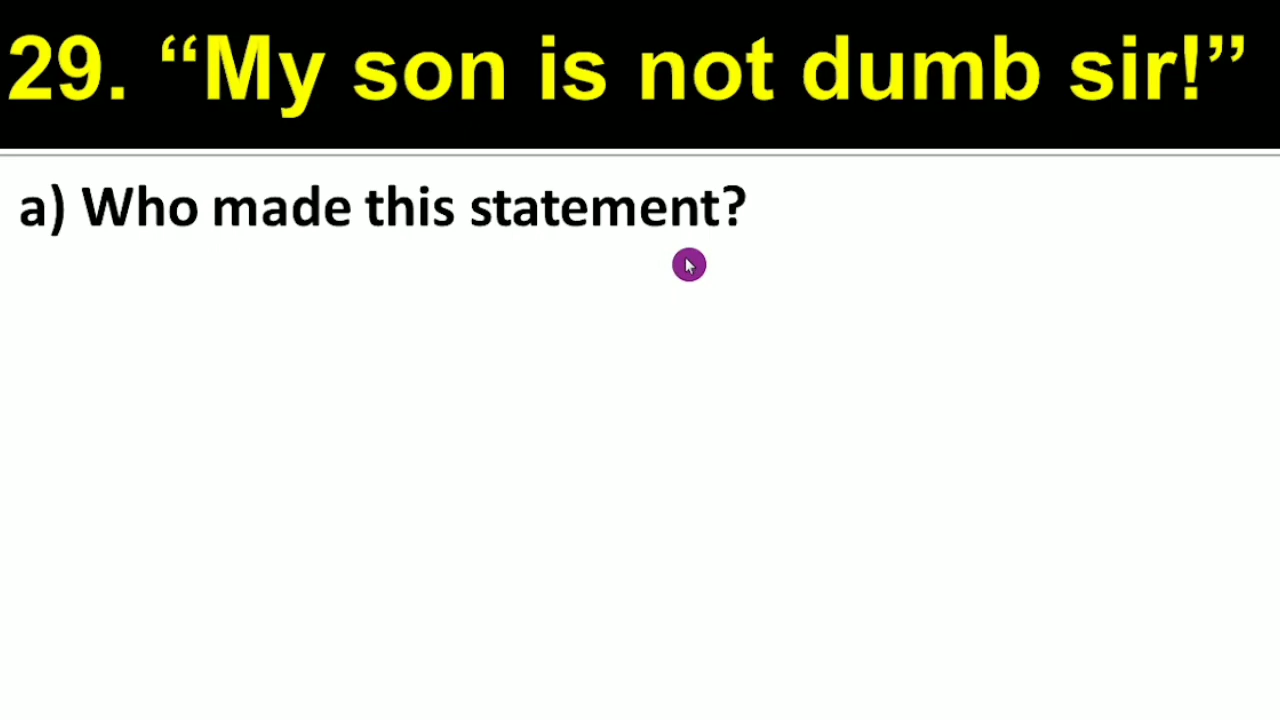 29. “My son is not dumb sir!”
a) Who made this statement?